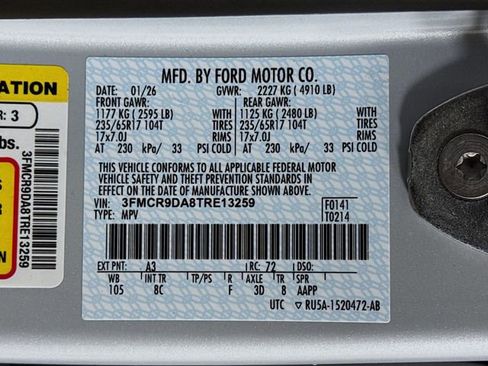 ATION
R: 3
lbs.
3FMCR9DA8TRE13259
MFD. BY FORD MOTOR CO.
DATE: 01/26 GVWR: 2227 KG ( 4910 LB)
FRONT GAWR: REAR GAWR:
1177 KG ( 2595 LB) 1125 KG ( 2480 LB)
235/65R17 104T TIRES 235/65R17 104T TIRES
17x7.0J RIMS 17x7.0J RIMS
AT 230 kPa/ 33 PSI COLD AT 230 kPa/ 33 PSI COLD
THIS VEHICLE CONFORMS TO ALL APPLICABLE FEDERAL MOTOR
VEHICLE SAFETY AND THEFT PREVENTION STANDARDS IN
EFFECT ON THE DATE OF MANUFACTURE SHOWN ABOVE.
VIN: 3FMCR9DA8TRE13259 F0141
TYPE: MPV T0214
EXT PNT: A3 RC: 72 DSO:
WB INT TR TP/PS R AXLE TR SPR
105 8C F 3D 8 AAPP
UTC RU5A-1520472-AB